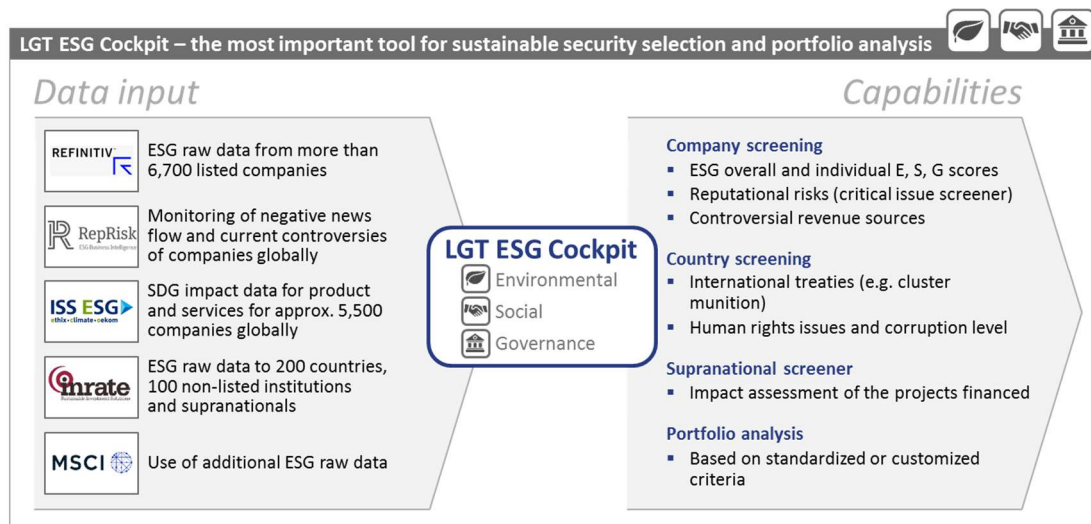 LGT ESG Cockpit – the most important tool for sustainable security selection and portfolio analysis
Data input
REFINITIV
ESG raw data from more than
6,700 listed companies
RepRisk
ESG Business Intelligence
Monitoring of negative news
flow and current controversies
of companies globally
ISS ESG
ethix·climate·oekom
SDG impact data for product
and services for approx. 5,500
companies globally
inrate
ESG raw data to 200 countries,
100 non-listed institutions
and supranationals
MSCI
Use of additional ESG raw data
LGT ESG Cockpit
Environmental
Social
Governance
Capabilities
Company screening
▪ ESG overall and individual E, S, G scores
▪ Reputational risks (critical issue screener)
▪ Controversial revenue sources
Country screening
▪ International treaties (e.g. cluster
munition)
▪ Human rights issues and corruption level
Supranational screener
▪ Impact assessment of the projects financed
Portfolio analysis
▪ Based on standardized or customized
criteria